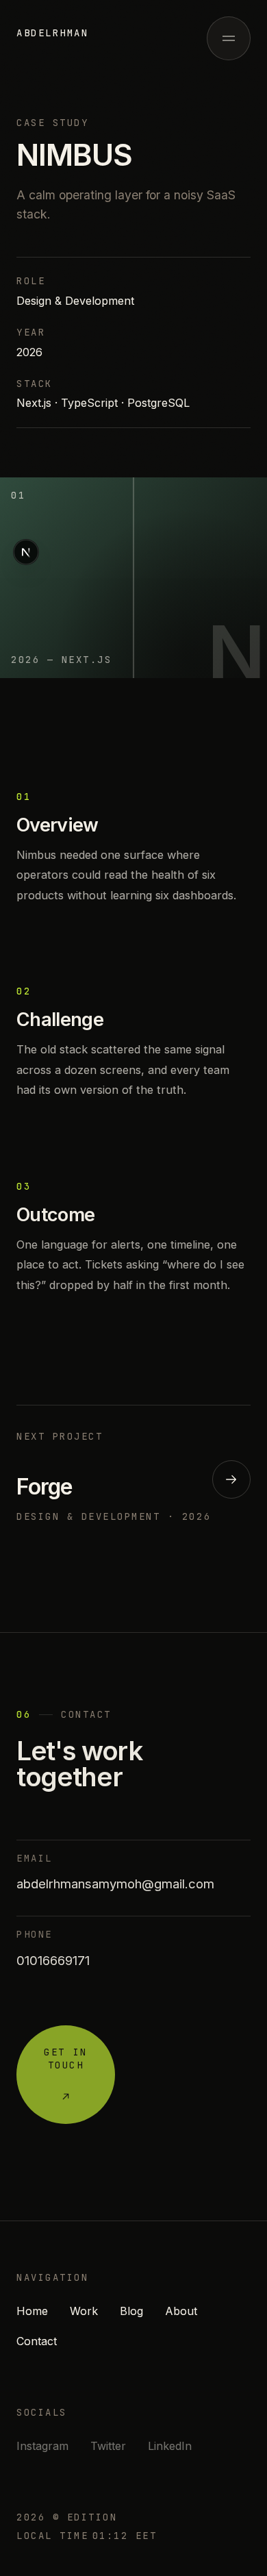 ABDELRHMAN
CASE STUDY
NIMBUS
A calm operating layer for a noisy SaaS
stack.
ROLE
Design & Development
YEAR
2026
STACK
Next.js · TypeScript · PostgreSQL
01
N
2026 — NEXT.JS
N
01
Overview
Nimbus needed one surface where
operators could read the health of six
products without learning six dashboards.
02
Challenge
The old stack scattered the same signal
across a dozen screens, and every team
had its own version of the truth.
03
Outcome
One language for alerts, one timeline, one
place to act. Tickets asking “where do I see
this?” dropped by half in the first month.
NEXT PROJECT
Forge
→
DESIGN & DEVELOPMENT · 2026
06 — CONTACT
Let's work
together
EMAIL
abdelrhmansamymoh@gmail.com
PHONE
01016669171
GET IN
TOUCH
↗
NAVIGATION
Home Work Blog About
Contact
SOCIALS
Instagram Twitter LinkedIn
2026 © EDITION
LOCAL TIME 01:12 EET